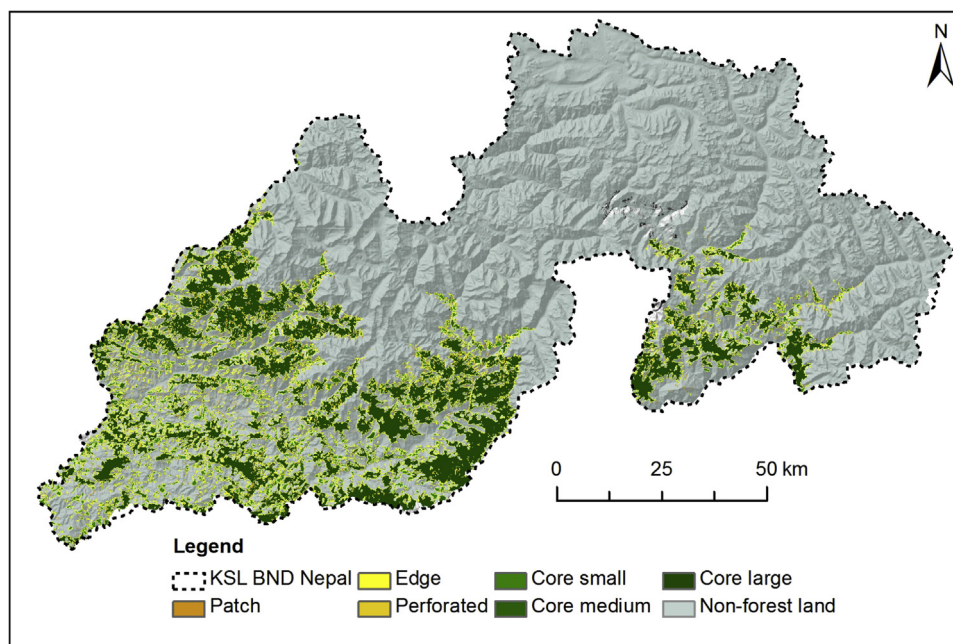 N
0 25 50 km
Legend
KSL BND Nepal Edge Core small Core large
Patch Perforated Core medium Non-forest land